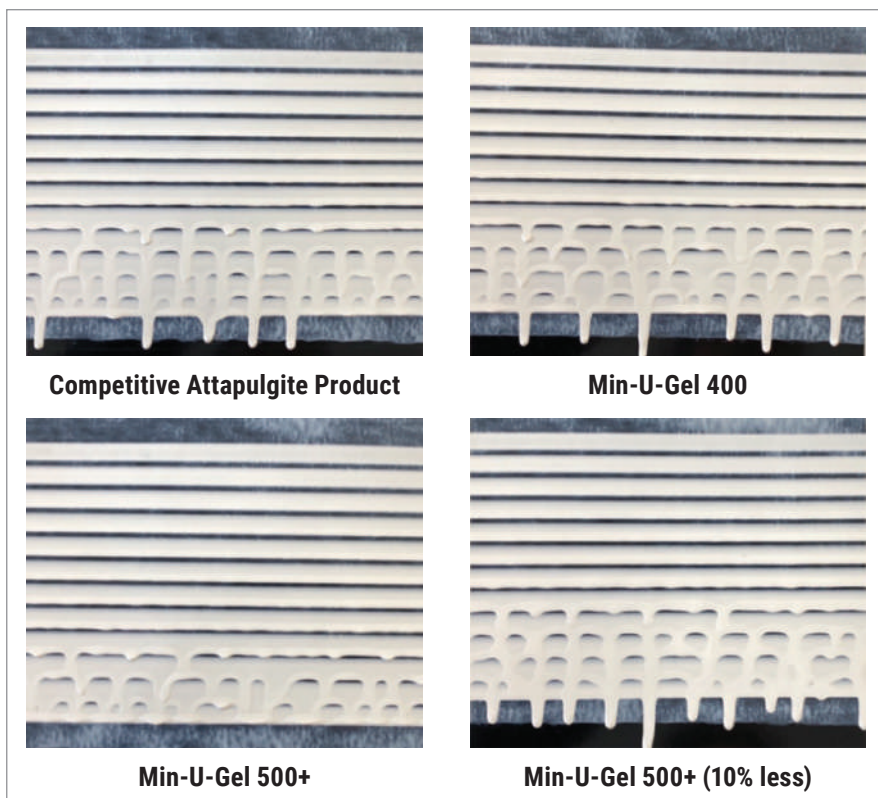 Competitive Attapulgite Product
Min-U-Gel 400
Min-U-Gel 500+
Min-U-Gel 500+ (10% less)